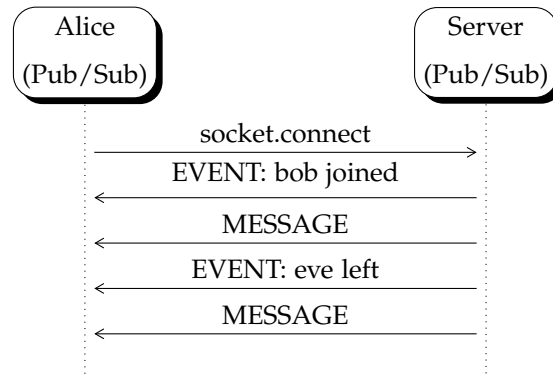 Alice
(Pub/Sub)
Server
(Pub/Sub)
socket.connect
EVENT: bob joined
MESSAGE
EVENT: eve left
MESSAGE